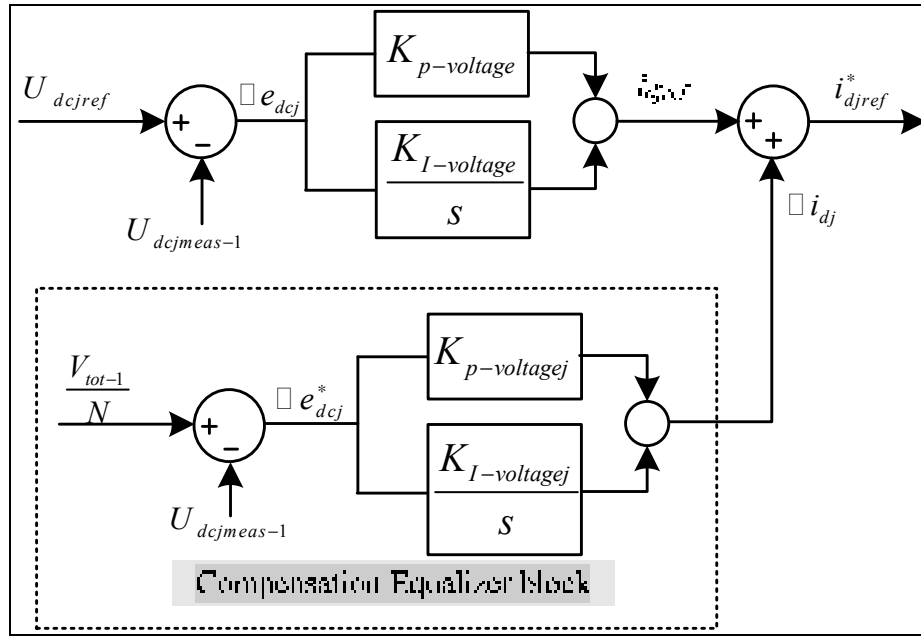 K p-voltage
U dcjref
□ e dcj
i*djref
+
-
+
+
K I-voltage
s
□ i dj
U dcjmeas-1
K p-voltagej
V tot-1
N
□ e*dcj
+
-
K I-voltagej
s
U dcjmeas-1
Compensation Equalizer block